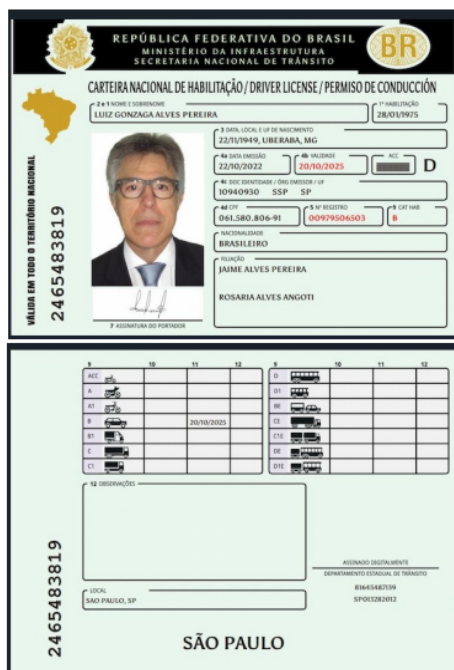 REPÚBLICA FEDERATIVA DO BRASIL
MINISTÉRIO DA INFRAESTRUTURA
SECRETARIA NACIONAL DE TRÂNSITO
BR
CARTEIRA NACIONAL DE HABILITAÇÃO / DRIVER LICENSE / PERMISO DE CONDUCCIÓN
2 e 1 NOME E SOBRENOME
LUIZ GONZAGA ALVES PEREIRA
1ª HABILITAÇÃO
28/01/1975
3 DATA, LOCAL E UF DE NASCIMENTO
22/11/1949, UBERABA, MG
4a DATA EMISSÃO
22/10/2022
4b VALIDADE
20/10/2025
ACC
D
4c DOC IDENTIDADE / ÓRG EMISSOR / UF
10940930 SSP SP
4d CPF
061.580.806-91
5 Nº REGISTRO
00979506503
9 CAT HAB
B
NACIONALIDADE
BRASILEIRO
FILIAÇÃO
JAIME ALVES PEREIRA
ROSARIA ALVES ANGOTI
7 ASSINATURA DO PORTADOR
VÁLIDA EM TODO O TERRITÓRIO NACIONAL
2465483819
9 10 11 12 9 10 11 12
ACC D
A D1
A1 BE
B 20/10/2025 CE
B1 C1E
C DE
C1 D1E
12 OBSERVAÇÕES
2465483819
ASSINADO DIGITALMENTE
DEPARTAMENTO ESTADUAL DE TRÂNSITO
81645487139
SP013282012
LOCAL
SAO PAULO, SP
SÃO PAULO